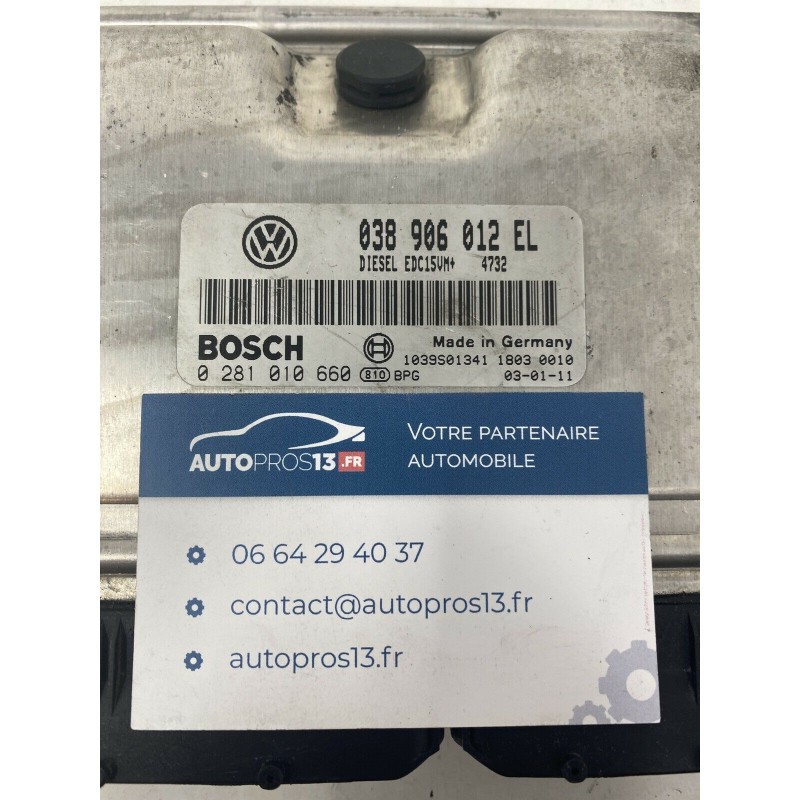 038 906 012 EL
DIESEL EDC15VM+ 4732
BOSCH
Made in Germany
1039S01341 1803 0010
0 281 010 660 810 BPG 03-01-11
AUTOPROS13.FR
VOTRE PARTENAIRE
AUTOMOBILE
06 64 29 40 37
contact@autopros13.fr
autopros13.fr